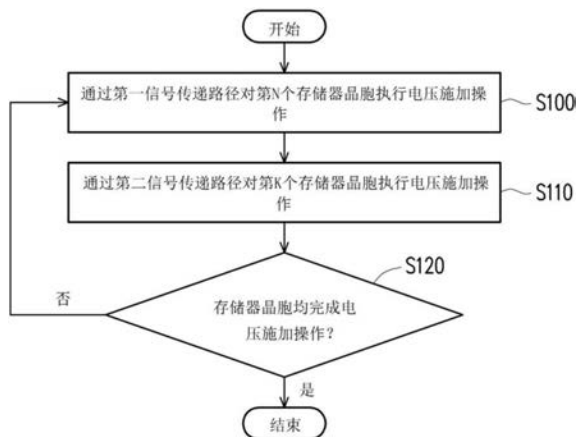 开始
通过第一信号传递路径对第N个存储器晶胞执行电压施加操
作
S100
通过第二信号传递路径对第K个存储器晶胞执行电压施加操
作
S110
S120
否
存储器晶胞均完成电
压施加操作？
是
结束